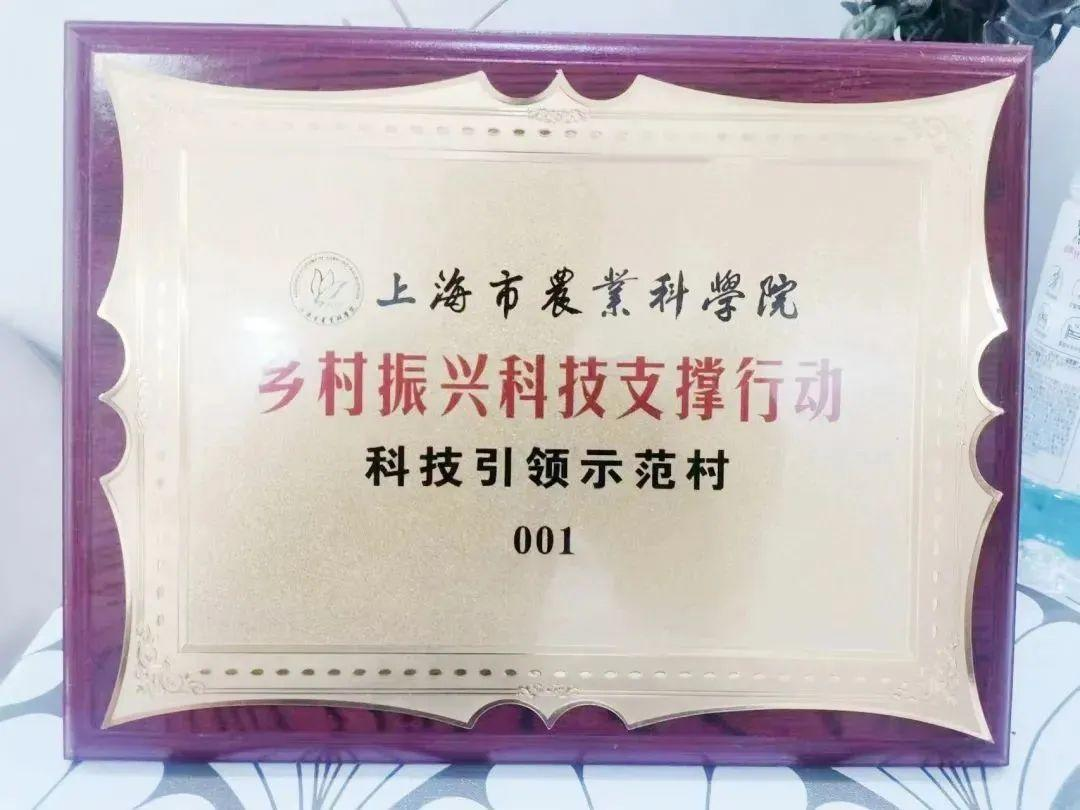 上海市農業科學院
乡村振兴科技支撑行动
科技引领示范村
001